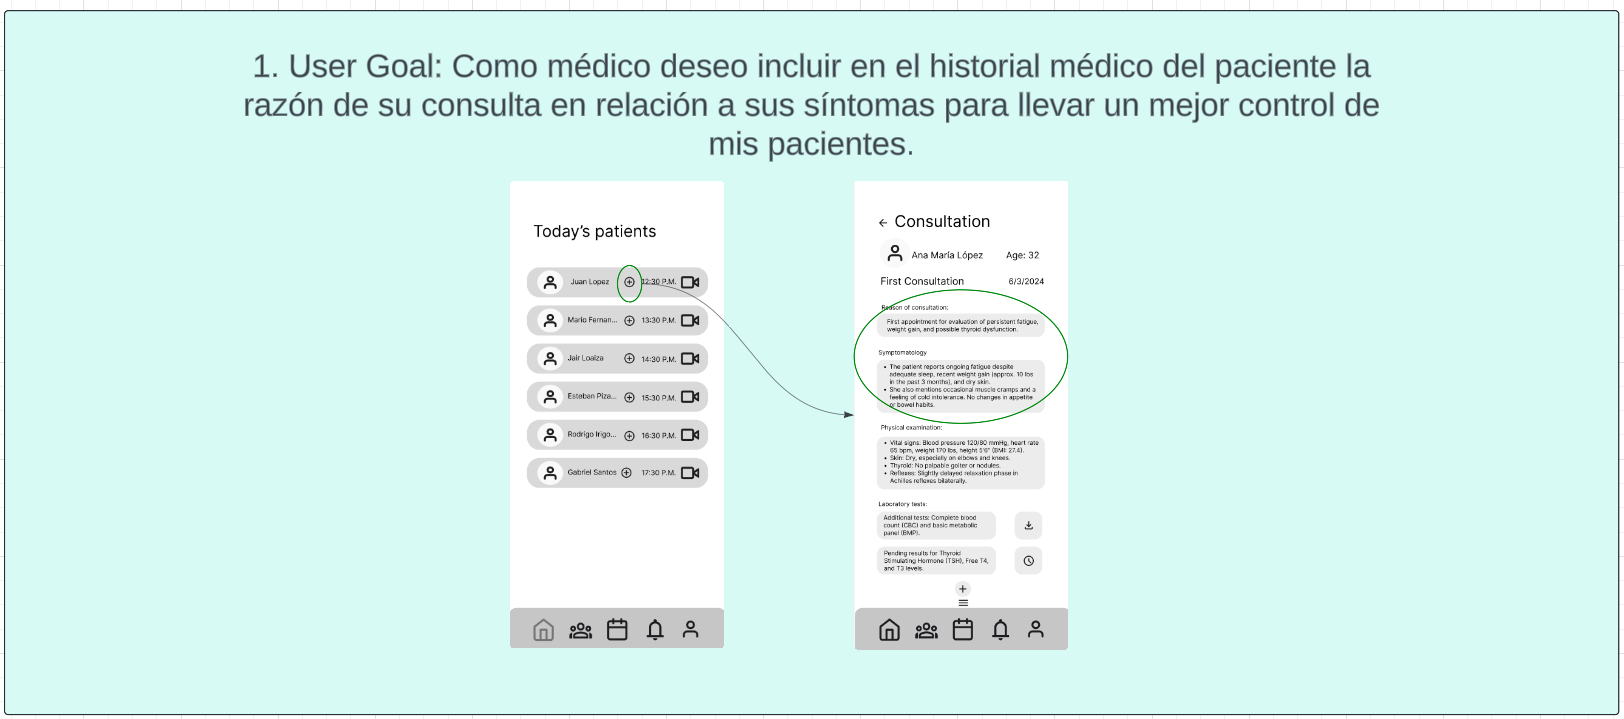 1. User Goal: Como médico deseo incluir en el historial médico del paciente la
razón de su consulta en relación a sus síntomas para llevar un mejor control de
mis pacientes.
Today's patients
Juan Lopez 12:30 P.M.
Mario Fernan... 13:30 P.M.
Jair Loaiza 14:30 P.M.
Esteban Piza... 15:30 P.M.
Rodrigo Irigo... 16:30 P.M.
Gabriel Santos 17:30 P.M.
Consultation
Ana María López Age: 32
First Consultation 6/3/2024
Reason of consultation:
First appointment for evaluation of persistent fatigue,
weight gain, and possible thyroid dysfunction.
Symptomatology
• The patient reports ongoing fatigue despite
adequate sleep, recent weight gain (approx. 10 lbs
in the past 3 months), and dry skin.
• She also mentions occasional muscle cramps and a
feeling of cold intolerance. No changes in appetite
or bowel habits.
Physical examination:
• Vital signs: Blood pressure 120/80 mmHg, heart rate
65 bpm, weight 170 lbs, height 5'6" (BMI: 27.4).
• Skin: Dry, especially on elbows and knees.
• Thyroid: No palpable goiter or nodules.
• Reflexes: Slightly delayed relaxation phase in
Achilles reflexes bilaterally.
Laboratory tests:
Additional tests: Complete blood
count (CBC) and basic metabolic
panel (BMP).
Pending results for Thyroid
Stimulating Hormone (TSH), Free T4,
and T3 levels.